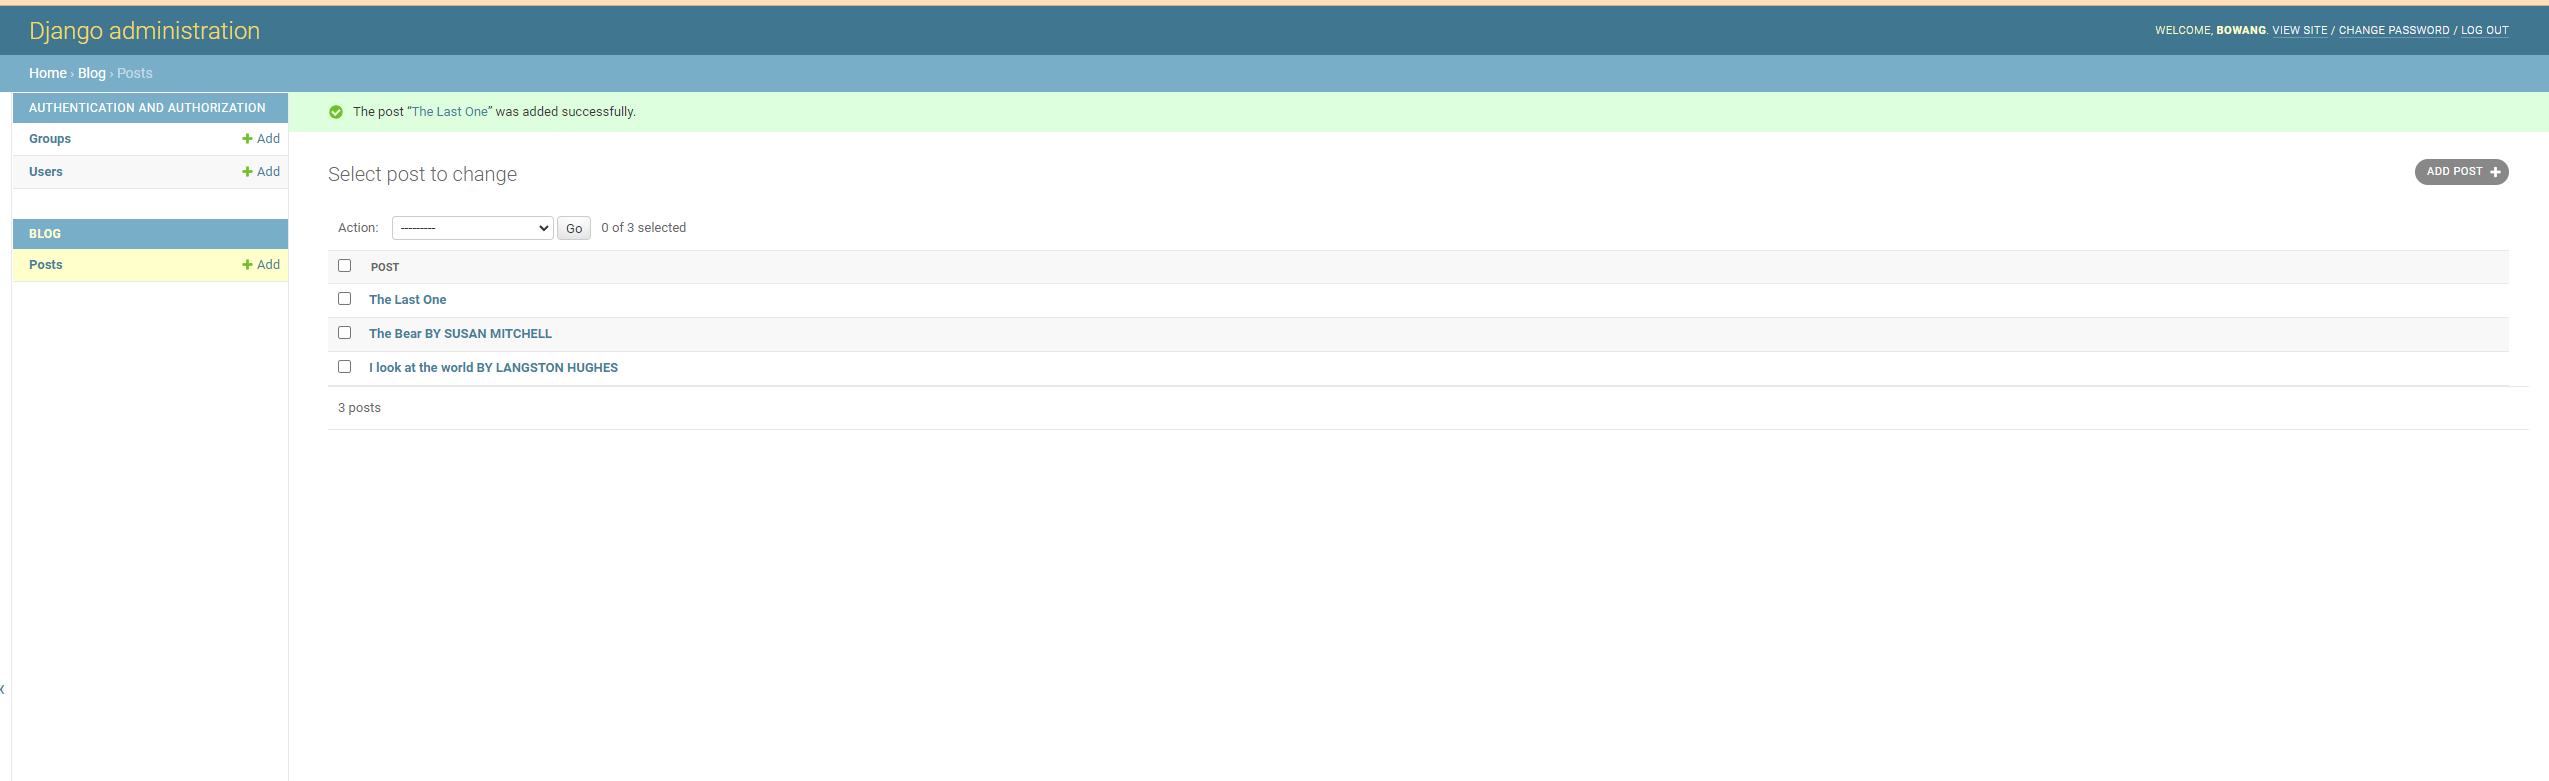 Django administration
WELCOME, BOWANG. VIEW SITE / CHANGE PASSWORD / LOG OUT
Home › Blog › Posts
AUTHENTICATION AND AUTHORIZATION
Groups + Add
Users + Add
BLOG
Posts + Add
The post “The Last One” was added successfully.
Select post to change
ADD POST +
Action: --------- Go 0 of 3 selected
POST
The Last One
The Bear BY SUSAN MITCHELL
I look at the world BY LANGSTON HUGHES
3 posts